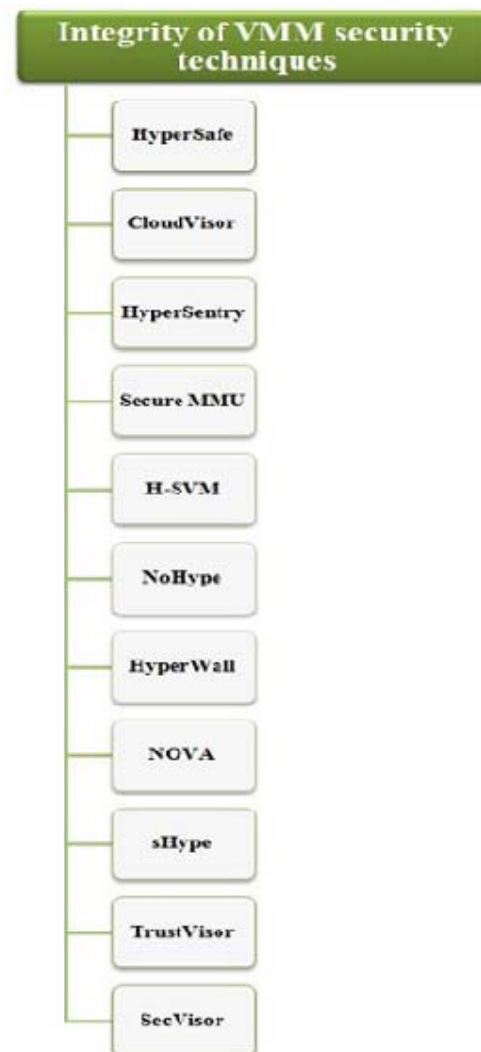 Integrity of VMM security
techniques
HyperSafe
CloudVisor
HyperSentry
Secure MMU
H-SVM
NoHype
HyperWall
NOVA
sHype
TrustVisor
SecVisor